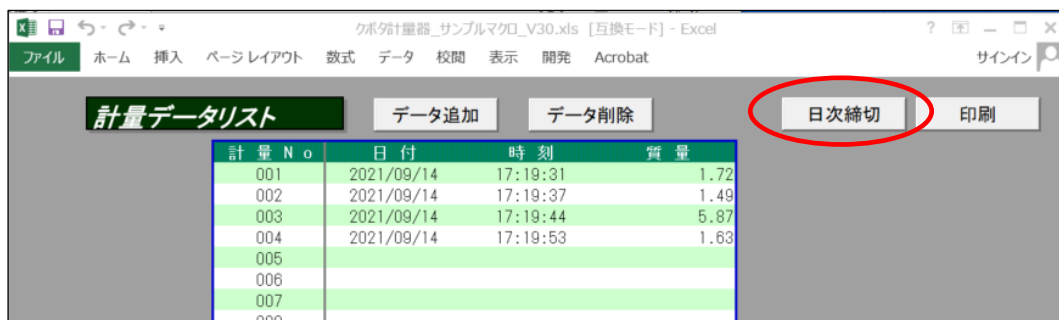 クボタ計量器_サンプルマクロ_V30.xls [互換モード] - Excel
ファイル ホーム 挿入 ページ レイアウト 数式 データ 校閲 表示 開発 Acrobat サインイン
計量データリスト データ追加 データ削除 日次締切 印刷
計 量 N o 日 付 時 刻 質 量
001 2021/09/14 17:19:31 1.72
002 2021/09/14 17:19:37 1.49
003 2021/09/14 17:19:44 5.87
004 2021/09/14 17:19:53 1.63
005
006
007